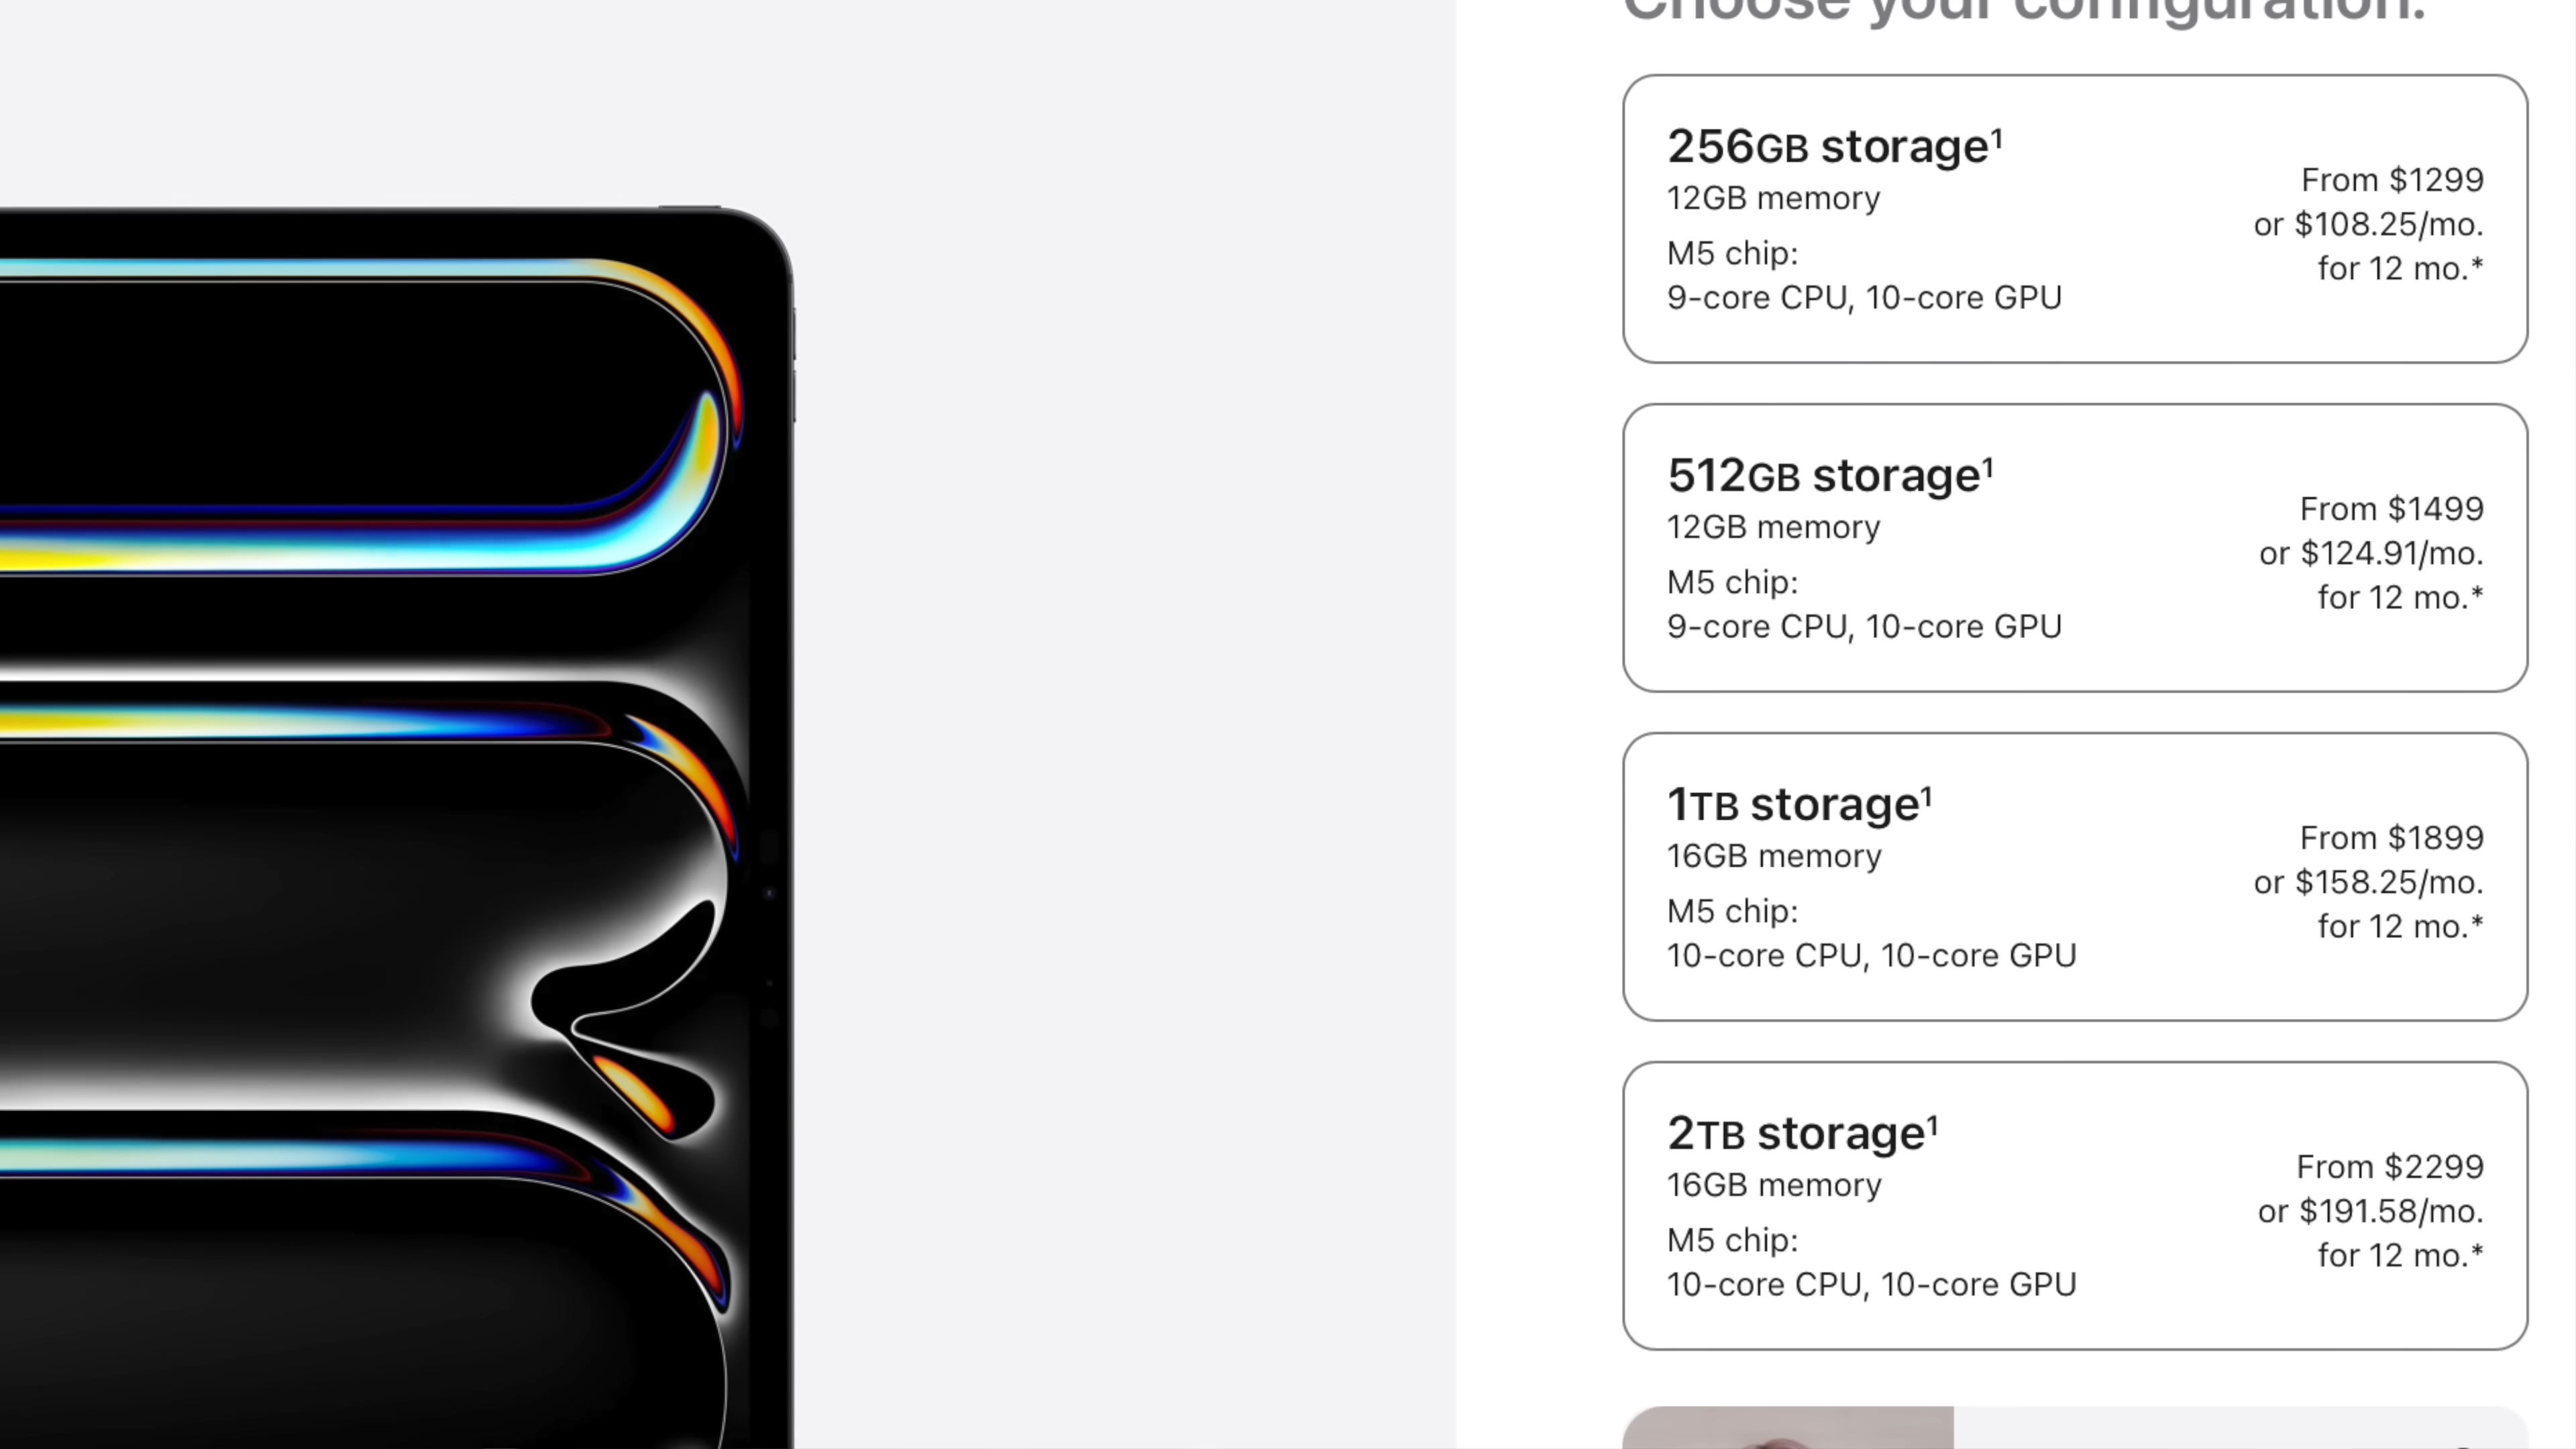 Choose your configuration.
256GB storage¹
12GB memory
M5 chip:
9-core CPU, 10-core GPU
From $1299
or $108.25/mo.
for 12 mo.*
512GB storage¹
12GB memory
M5 chip:
9-core CPU, 10-core GPU
From $1499
or $124.91/mo.
for 12 mo.*
1TB storage¹
16GB memory
M5 chip:
10-core CPU, 10-core GPU
From $1899
or $158.25/mo.
for 12 mo.*
2TB storage¹
16GB memory
M5 chip:
10-core CPU, 10-core GPU
From $2299
or $191.58/mo.
for 12 mo.*